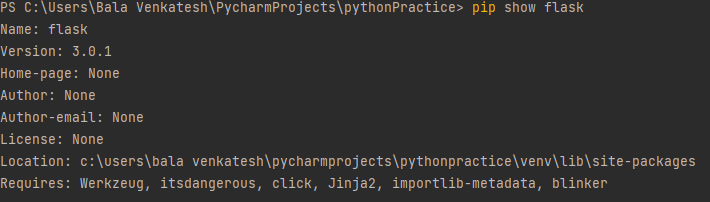 PS C:\Users\Bala Venkatesh\PycharmProjects\pythonPractice> pip show flask
Name: flask
Version: 3.0.1
Home-page: None
Author: None
Author-email: None
License: None
Location: c:\users\bala venkatesh\pycharmprojects\pythonpractice\venv\lib\site-packages
Requires: Werkzeug, itsdangerous, click, Jinja2, importlib-metadata, blinker